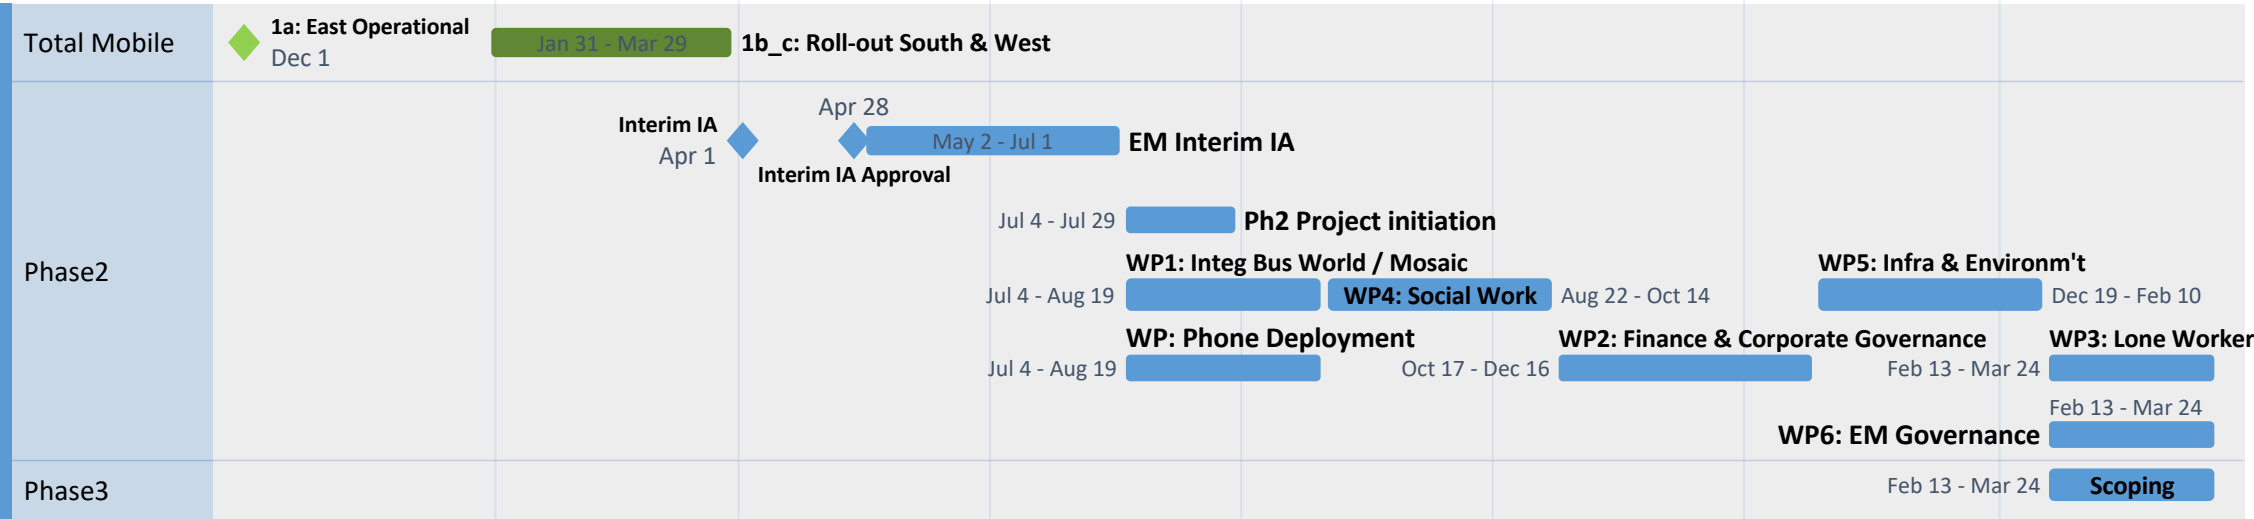 Total Mobile
1a: East Operational
Dec 1
Jan 31 - Mar 29
1b_c: Roll-out South & West
Phase2
Interim IA
Apr 1
Apr 28
Interim IA Approval
May 2 - Jul 1
EM Interim IA
Jul 4 - Jul 29
Ph2 Project initiation
WP1: Integ Bus World / Mosaic
Jul 4 - Aug 19
WP4: Social Work
Aug 22 - Oct 14
WP5: Infra & Environm't
Dec 19 - Feb 10
WP: Phone Deployment
Jul 4 - Aug 19
WP2: Finance & Corporate Governance
Oct 17 - Dec 16
WP3: Lone Worker
Feb 13 - Mar 24
Feb 13 - Mar 24
WP6: EM Governance
Phase3
Feb 13 - Mar 24
Scoping